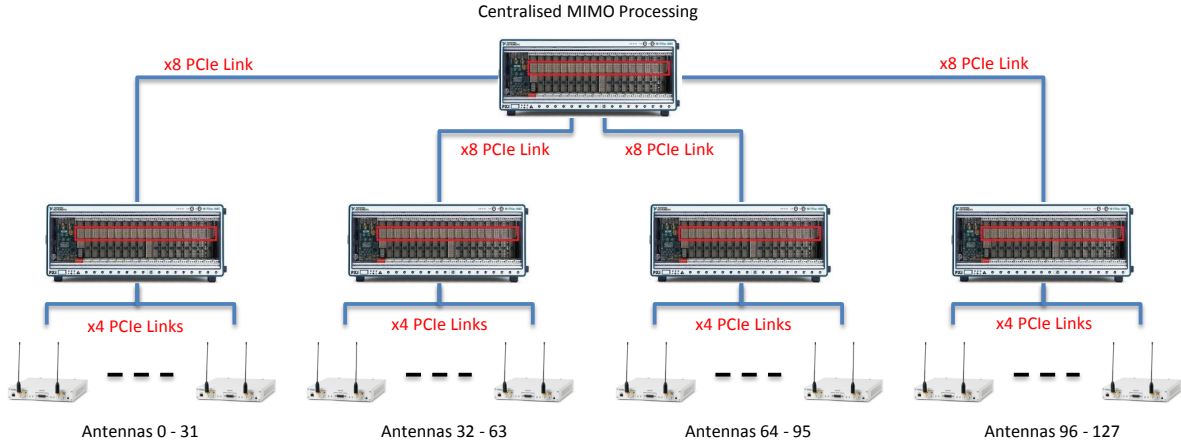 Centralised MIMO Processing
x8 PCIe Link
x8 PCIe Link
x8 PCIe Link
x8 PCIe Link
x4 PCIe Links
x4 PCIe Links
x4 PCIe Links
x4 PCIe Links
Antennas 0 - 31
Antennas 32 - 63
Antennas 64 - 95
Antennas 96 - 127